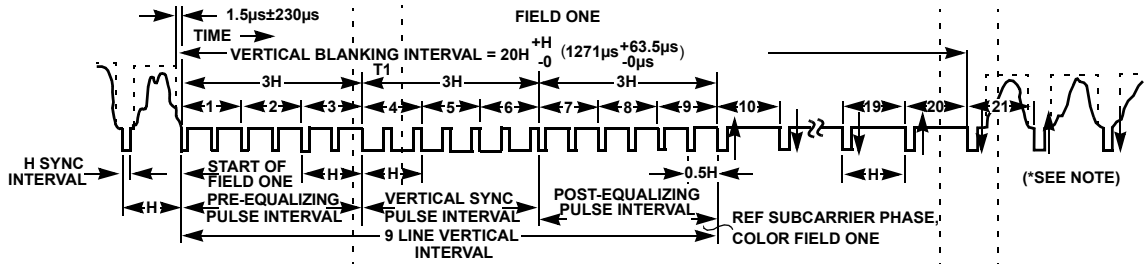 1.5µs±230µs
FIELD ONE
TIME
VERTICAL BLANKING INTERVAL = 20H +H -0 (1271µs +63.5µs -0µs)
T1
3H 3H 3H
1 2 3 4 5 6 7 8 9 10 19 20 21
H SYNC
INTERVAL
H
START OF
FIELD ONE
H H
0.5H
H
(*SEE NOTE)
PRE-EQUALIZING
PULSE INTERVAL
VERTICAL SYNC
PULSE INTERVAL
POST-EQUALIZING
PULSE INTERVAL
REF SUBCARRIER PHASE,
COLOR FIELD ONE
9 LINE VERTICAL
INTERVAL